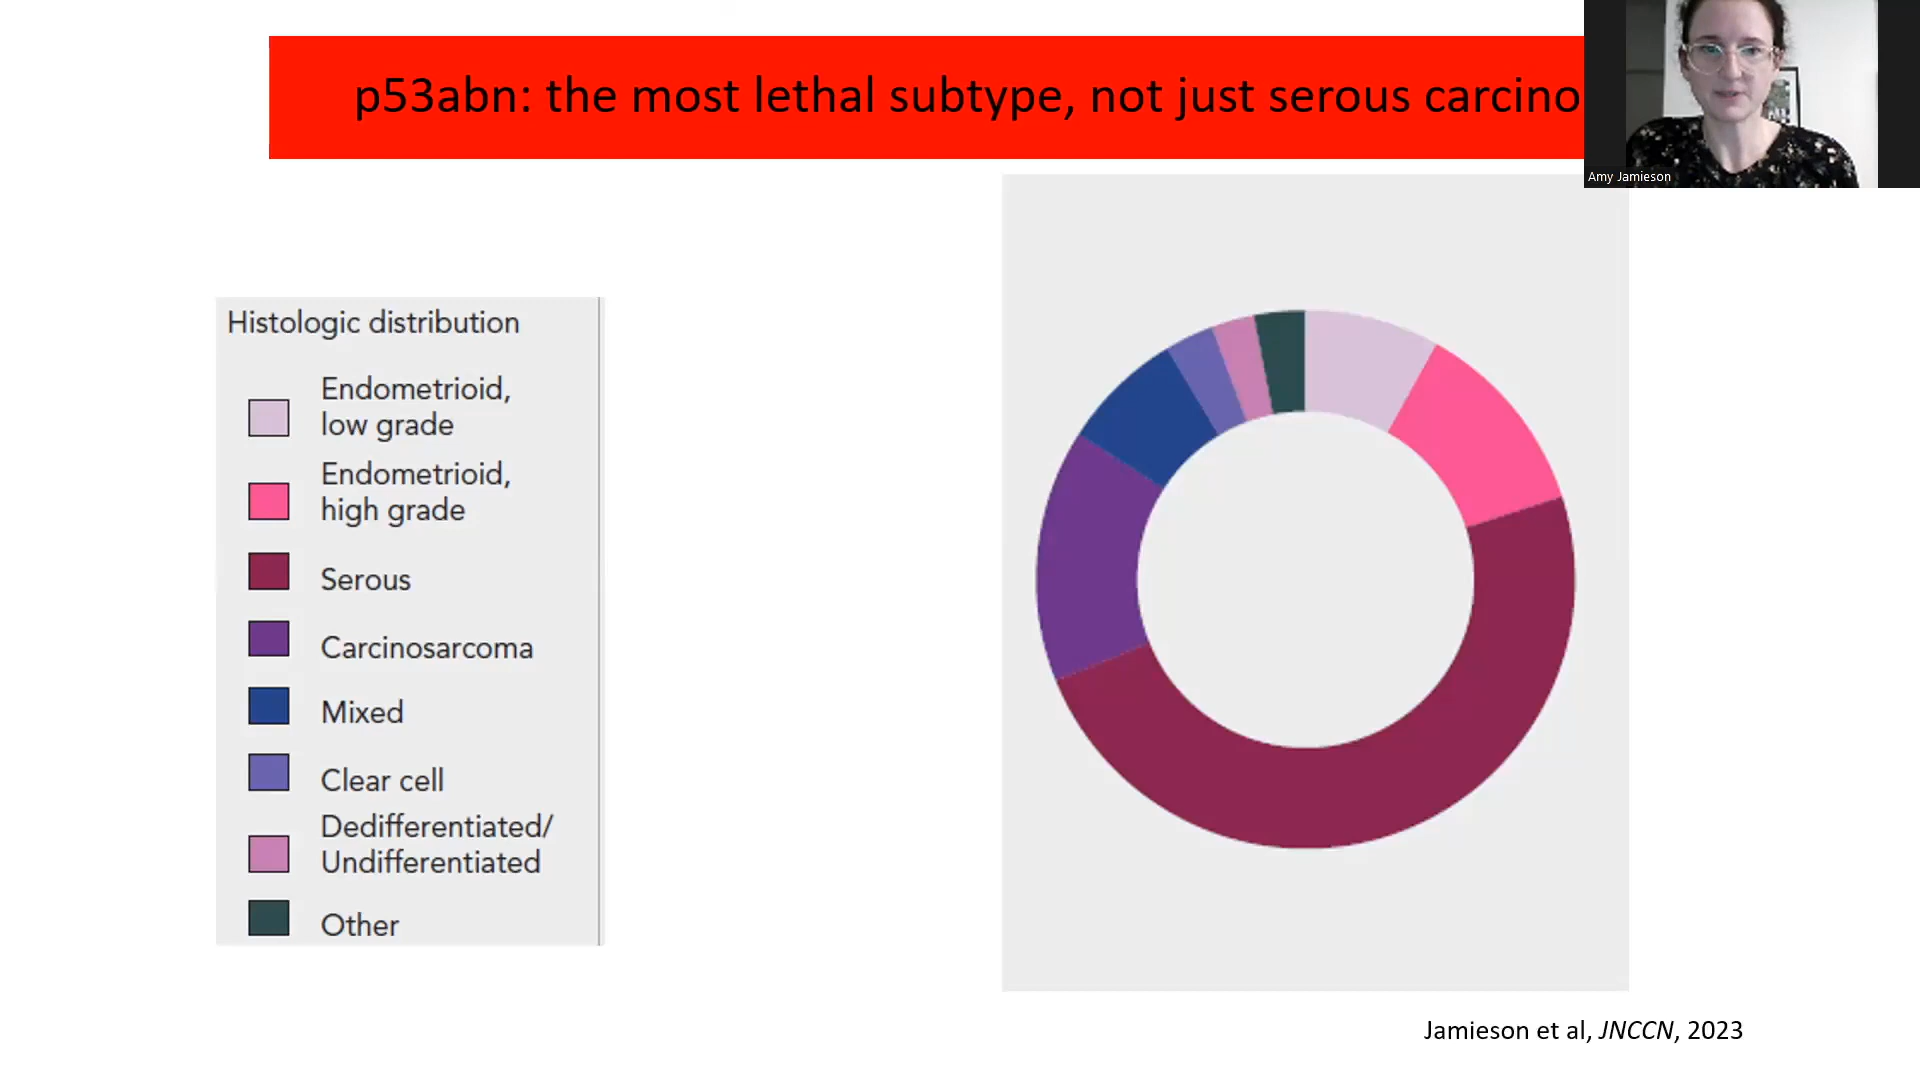 p53abn: the most lethal subtype, not just serous carcino
Amy Jamieson
Histologic distribution
Endometrioid,
low grade
Endometrioid,
high grade
Serous
Carcinosarcoma
Mixed
Clear cell
Dedifferentiated/
Undifferentiated
Other
Jamieson et al, JNCCN, 2023